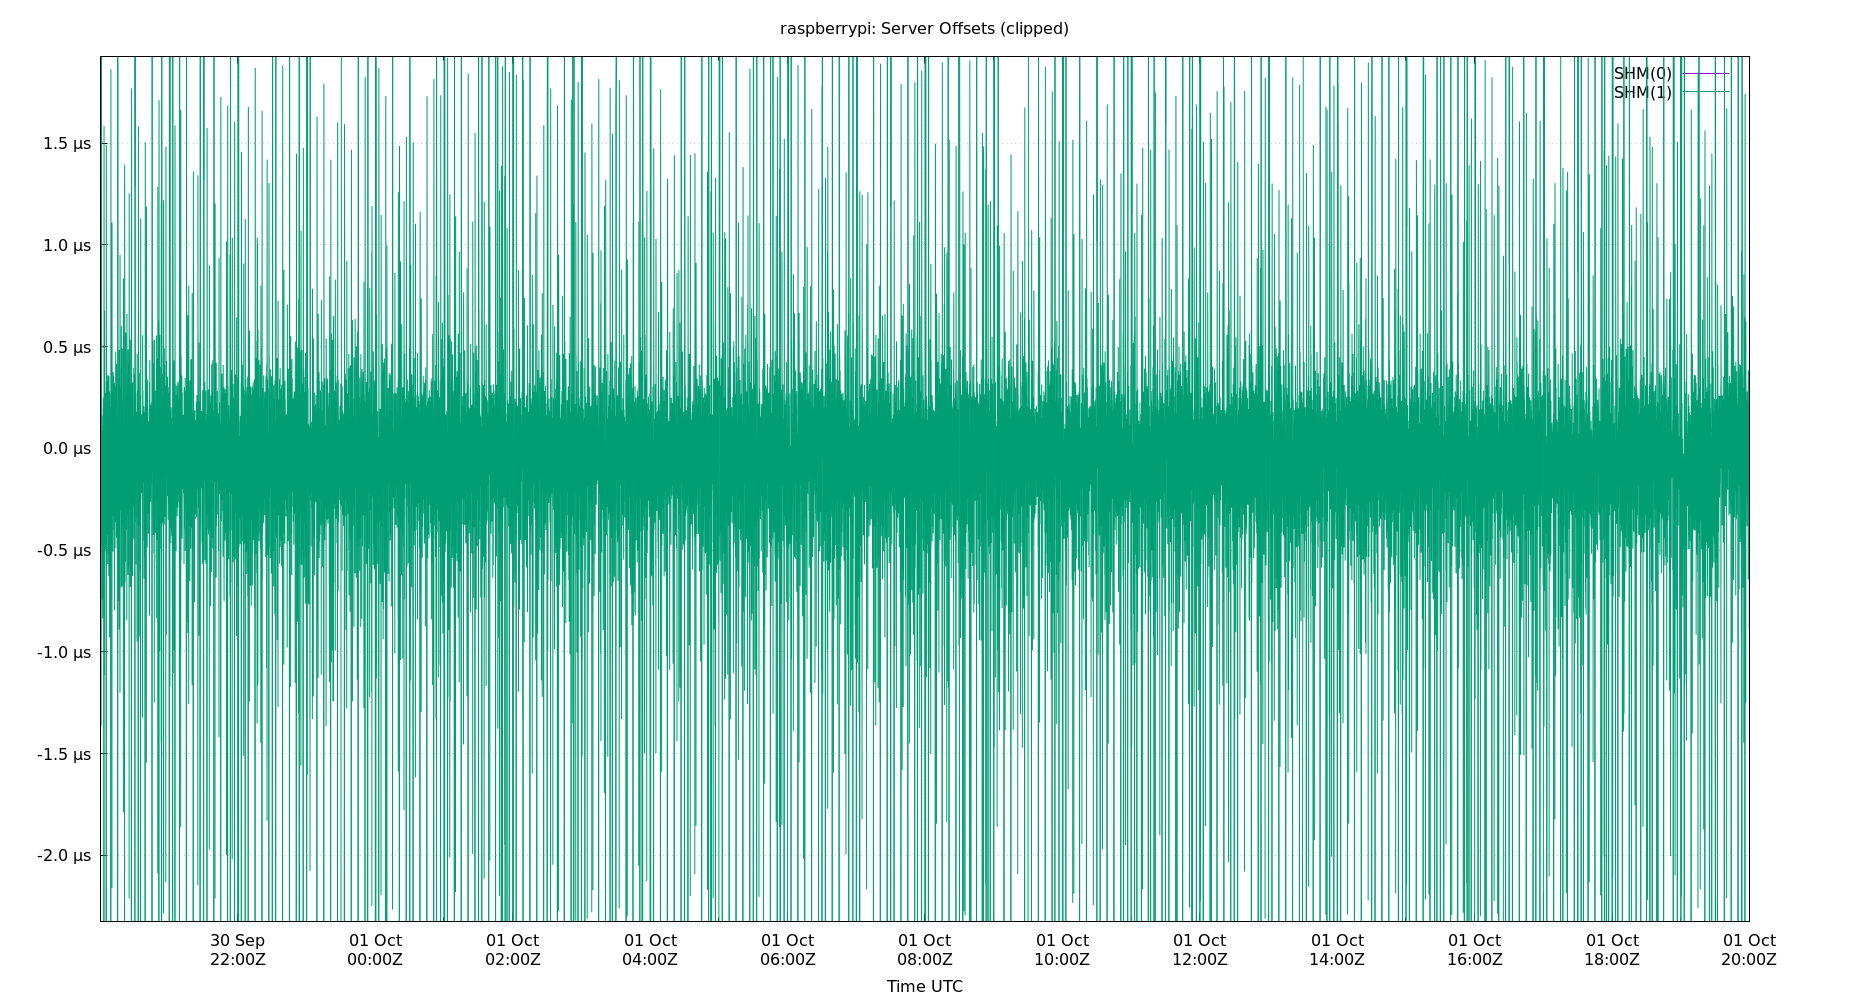 raspberrypi: Server Offsets (clipped)
SHM(0)
SHM(1)
1.5 µs
1.0 µs
0.5 µs
0.0 µs
-0.5 µs
-1.0 µs
-1.5 µs
-2.0 µs
30 Sep 01 Oct 01 Oct 01 Oct 01 Oct 01 Oct 01 Oct 01 Oct 01 Oct 01 Oct 01 Oct 01 Oct
22:00Z 00:00Z 02:00Z 04:00Z 06:00Z 08:00Z 10:00Z 12:00Z 14:00Z 16:00Z 18:00Z 20:00Z
Time UTC